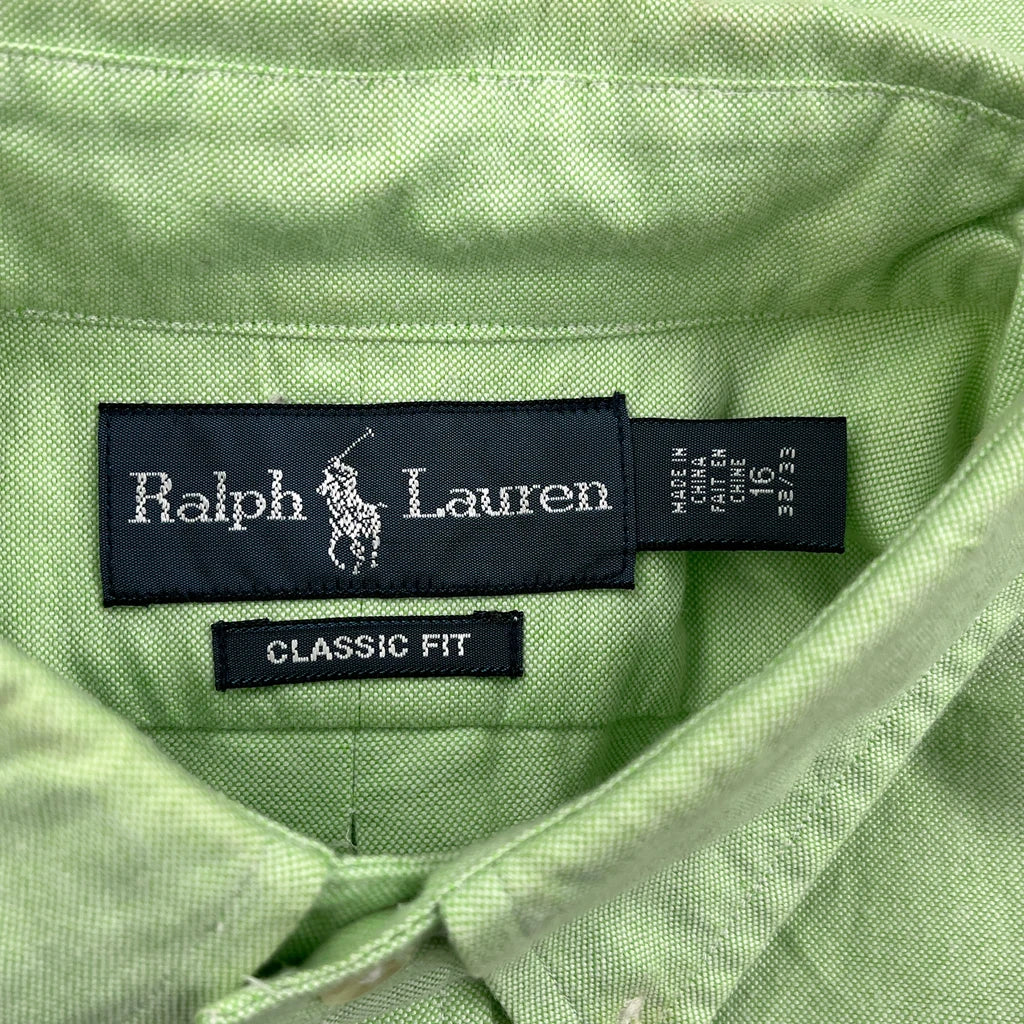 Ralph Lauren
MADE IN
CHINA
FAIT EN
CHINE
16
32/33
CLASSIC FIT